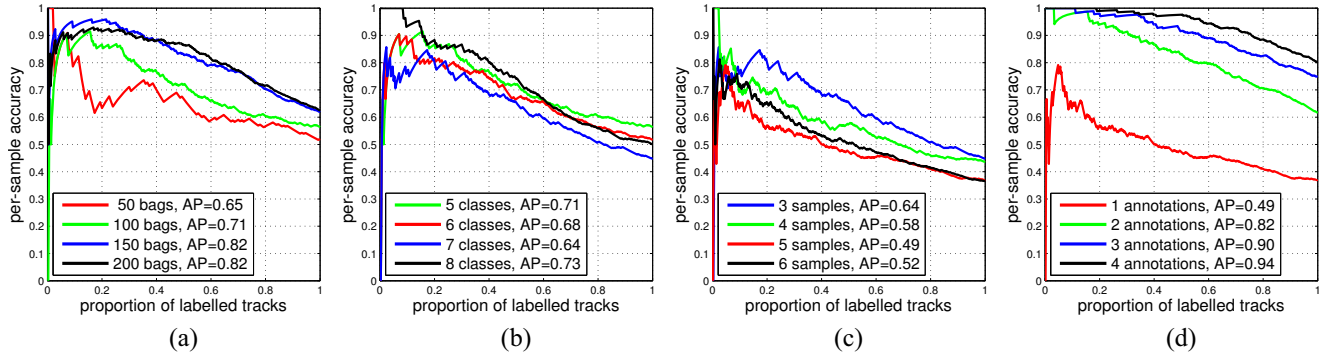 per-sample accuracy
1
0.9
0.8
0.7
0.6
0.5
0.4
0.3
0.2
0.1
0
50 bags, AP=0.65
100 bags, AP=0.71
150 bags, AP=0.82
200 bags, AP=0.82
0 0.2 0.4 0.6 0.8 1
proportion of labelled tracks
(a)
per-sample accuracy
1
0.9
0.8
0.7
0.6
0.5
0.4
0.3
0.2
0.1
0
5 classes, AP=0.71
6 classes, AP=0.68
7 classes, AP=0.64
8 classes, AP=0.73
0 0.2 0.4 0.6 0.8 1
proportion of labelled tracks
(b)
per-sample accuracy
1
0.9
0.8
0.7
0.6
0.5
0.4
0.3
0.2
0.1
0
3 samples, AP=0.64
4 samples, AP=0.58
5 samples, AP=0.49
6 samples, AP=0.52
0 0.2 0.4 0.6 0.8 1
proportion of labelled tracks
(c)
per-sample accuracy
1
0.9
0.8
0.7
0.6
0.5
0.4
0.3
0.2
0.1
0
1 annotations, AP=0.49
2 annotations, AP=0.82
3 annotations, AP=0.90
4 annotations, AP=0.94
0 0.2 0.4 0.6 0.8 1
proportion of labelled tracks
(d)